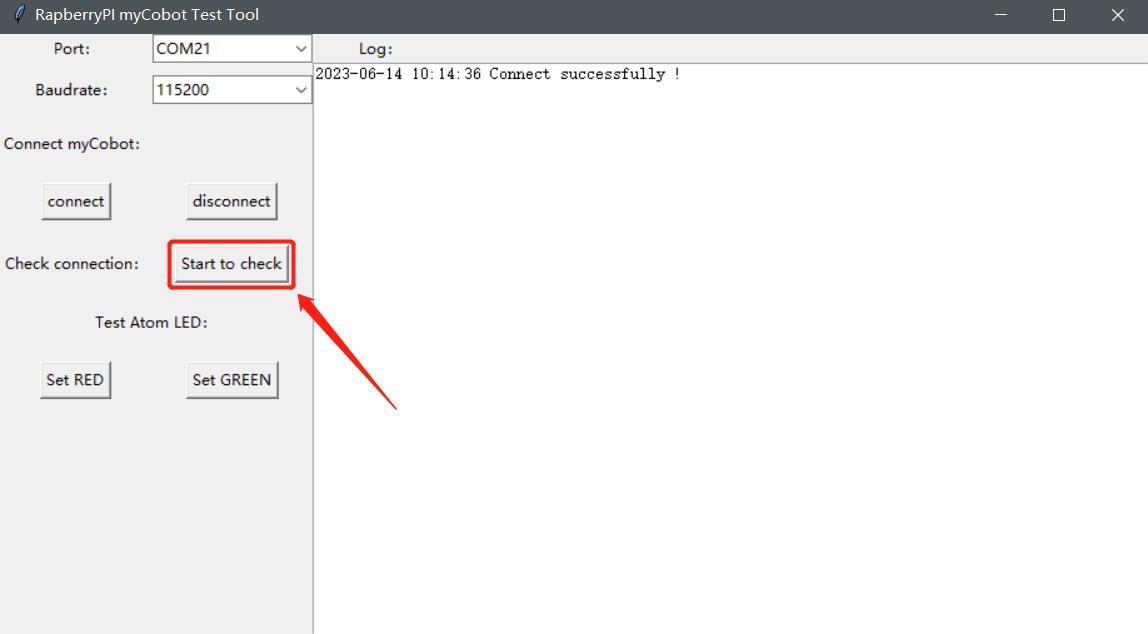 RapberryPI myCobot Test Tool
Port:
COM21
Log:
2023-06-14 10:14:36 Connect successfully !
Baudrate:
115200
Connect myCobot:
connect
disconnect
Check connection:
Start to check
Test Atom LED:
Set RED
Set GREEN